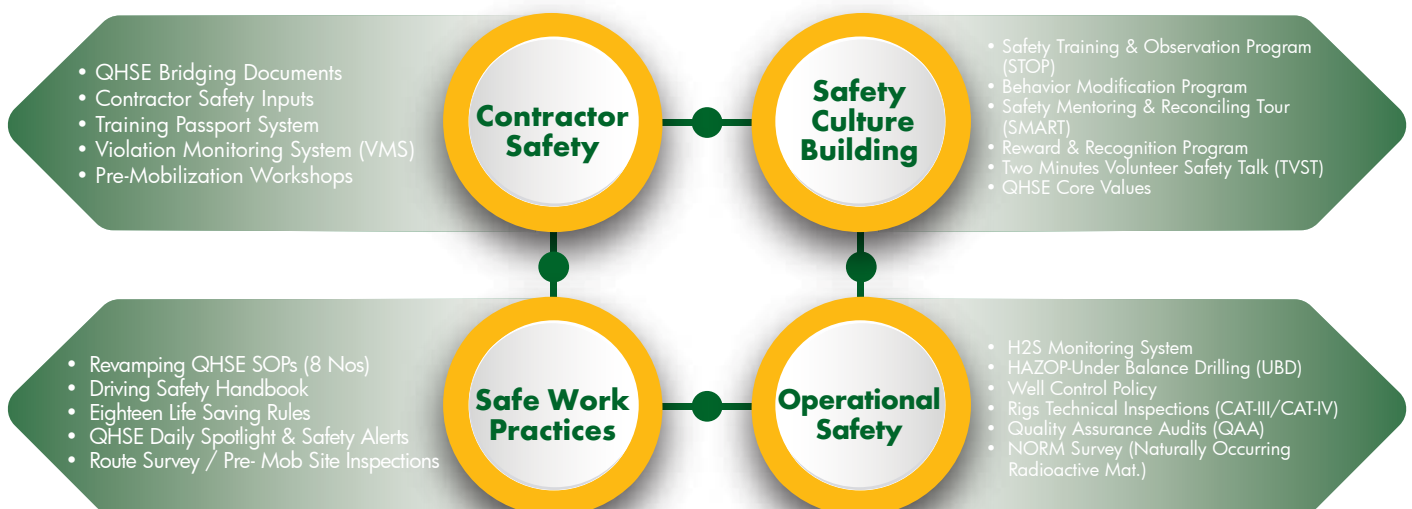 • QHSE Bridging Documents
• Contractor Safety Inputs
• Training Passport System
• Violation Monitoring System (VMS)
• Pre-Mobilization Workshops
Contractor
Safety
Safety
Culture
Building
• Safety Training & Observation Program
(STOP)
• Behavior Modification Program
• Safety Mentoring & Reconciling Tour
(SMART)
• Reward & Recognition Program
• Two Minutes Volunteer Safety Talk (TVST)
• QHSE Core Values
• Revamping QHSE SOPs (8 Nos)
• Driving Safety Handbook
• Eighteen Life Saving Rules
• QHSE Daily Spotlight & Safety Alerts
• Route Survey / Pre- Mob Site Inspections
Safe Work
Practices
Operational
Safety
• H2S Monitoring System
• HAZOP-Under Balance Drilling (UBD)
• Well Control Policy
• Rigs Technical Inspections (CAT-III/CAT-IV)
• Quality Assurance Audits (QAA)
• NORM Survey (Naturally Occurring
Radioactive Mat.)